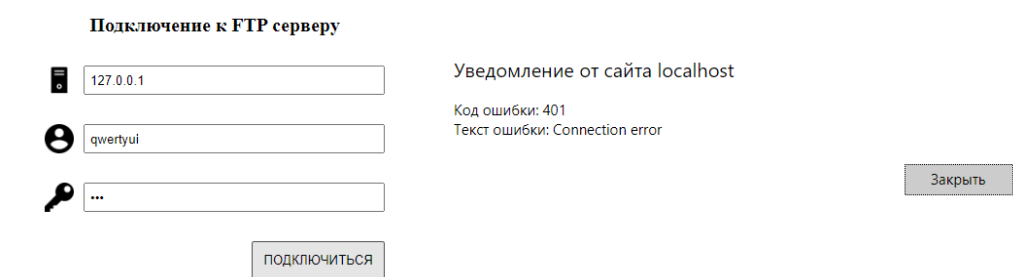 Подключение к FTP серверу
127.0.0.1
qwertyui
•••
ПОДКЛЮЧИТЬСЯ
Уведомление от сайта localhost
Код ошибки: 401
Текст ошибки: Connection error
Закрыть